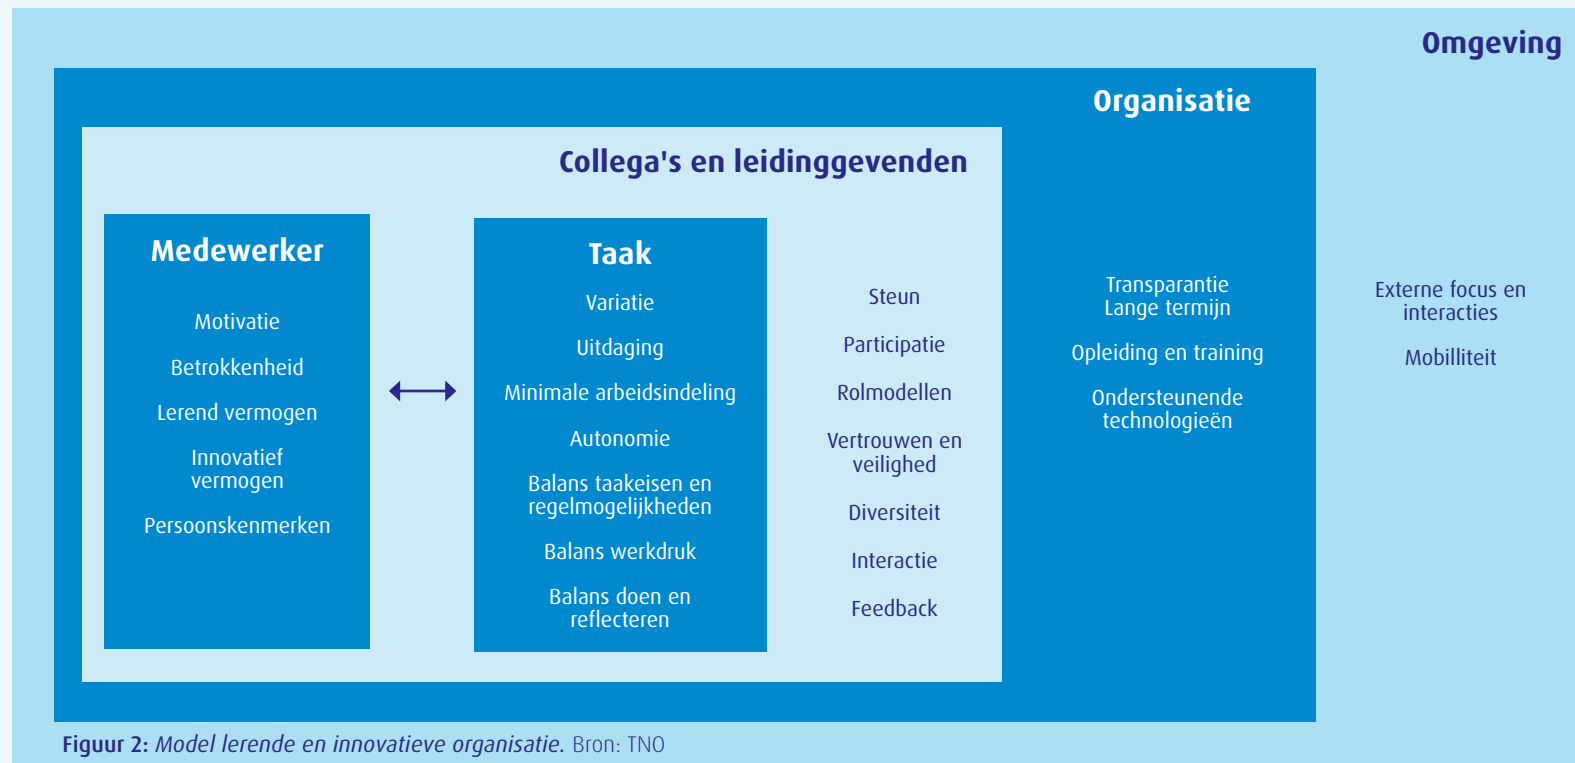 Omgeving
Organisatie
Collega's en leidinggevenden
Medewerker
Motivatie
Betrokkenheid
Lerend vermogen
Innovatief
vermogen
Persoonskenmerken
Taak
Variatie
Uitdaging
Minimale arbeidsindeling
Autonomie
Balans taakeisen en
regelmogelijkheden
Balans werkdruk
Balans doen en
reflecteren
Steun
Participatie
Rolmodellen
Vertrouwen en
veilighed
Diversiteit
Interactie
Feedback
Transparantie
Lange termijn
Opleiding en training
Ondersteunende
technologieën
Externe focus en
interacties
Mobilliteit
Figuur 2: Model lerende en innovatieve organisatie. Bron: TNO